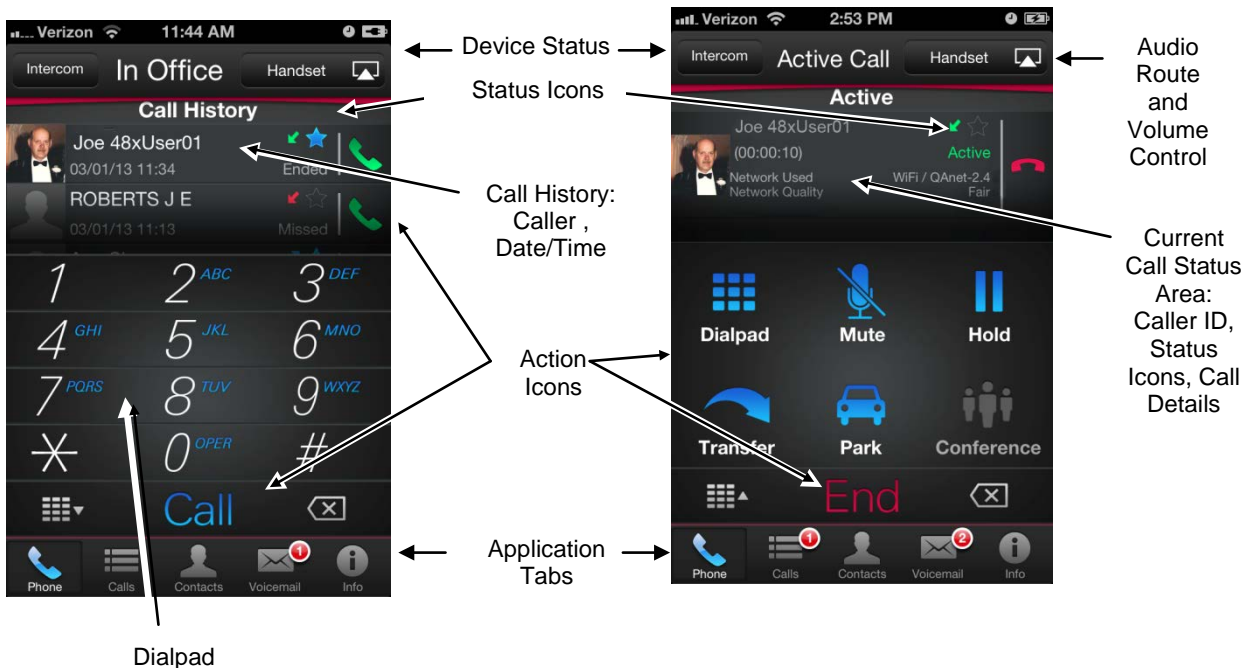 Verizon 11:44 AM
Intercom In Office Handset
Call History
Joe 48xUser01
03/01/13 11:34 Ended
ROBERTS J E
03/01/13 11:13 Missed
1 2 ABC 3 DEF
4 GHI 5 JKL 6 MNO
7 PQRS 8 TUV 9 WXYZ
* 0 OPER #
Call
1
Phone Calls Contacts Voicemail Info
Dialpad
Device Status
Status Icons
Call History:
Caller ,
Date/Time
Action
Icons
Application
Tabs
Verizon 2:53 PM
Intercom Active Call Handset
Active
Joe 48xUser01
(00:00:10) Active
Network Used WiFi / QAnet-2.4
Network Quality Fair
Dialpad Mute Hold
Transfer Park Conference
End
1 2
Phone Calls Contacts Voicemail Info
Audio
Route
and
Volume
Control
Current
Call Status
Area:
Caller ID,
Status
Icons, Call
Details